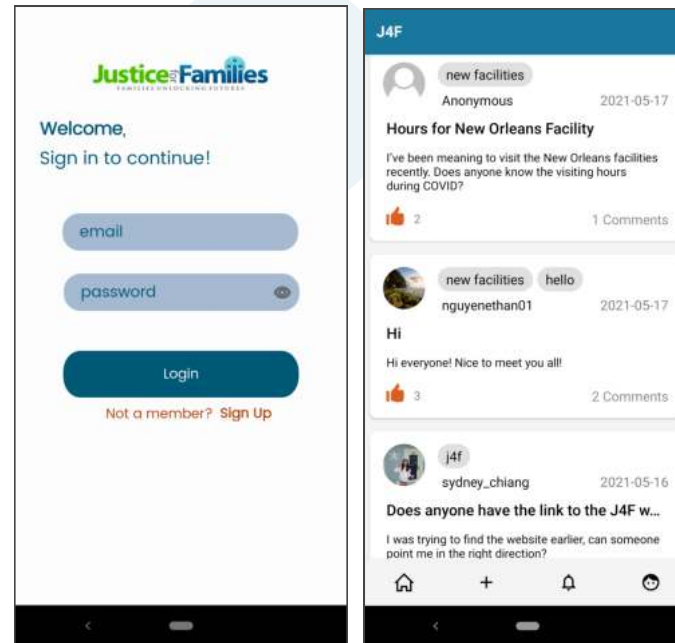 Justice for Families
FAMILIES UNLOCKING FUTURES
Welcome,
Sign in to continue!
email
password
Login
Not a member? Sign Up
J4F
new facilities
Anonymous 2021-05-17
Hours for New Orleans Facility
I've been meaning to visit the New Orleans facilities
recently. Does anyone know the visiting hours
during COVID?
2 1 Comments
new facilities hello
nguyenethan01 2021-05-17
Hi
Hi everyone! Nice to meet you all!
3 2 Comments
j4f
sydney_chiang 2021-05-16
Does anyone have the link to the J4F w...
I was trying to find the website earlier, can someone
point me in the right direction?